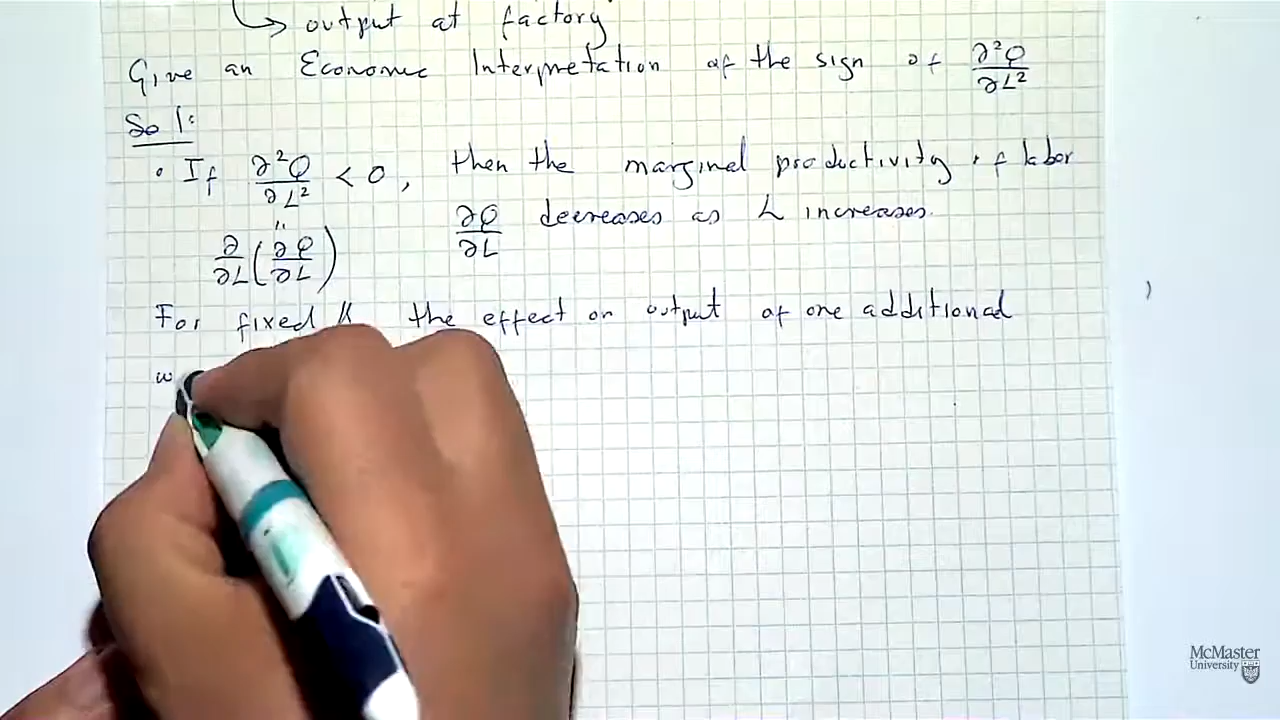 ↳ output at factory
Give an Economic Interpretation of the sign of ∂²Q/∂L²
Sol:
• If ∂²Q/∂L² < 0, then the marginal productivity of labor
∂Q/∂L decreases as L increases.
"
∂/∂L(∂Q/∂L)
For fixed K the effect on output of one additional
w
McMaster
University